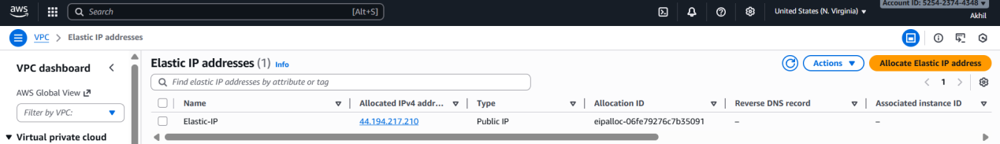 aws
Search [Alt+S]
United States (N. Virginia)
Account ID: 5254-2374-4348
Akhil
VPC > Elastic IP addresses
VPC dashboard
AWS Global View
Filter by VPC:
Virtual private cloud
Elastic IP addresses (1) Info
Actions
Allocate Elastic IP address
Find elastic IP addresses by attribute or tag
1
Name Allocated IPv4 addr... Type Allocation ID Reverse DNS record Associated instance ID
Elastic-IP 44.194.217.210 Public IP eipalloc-06fe79276c7b35091 – –